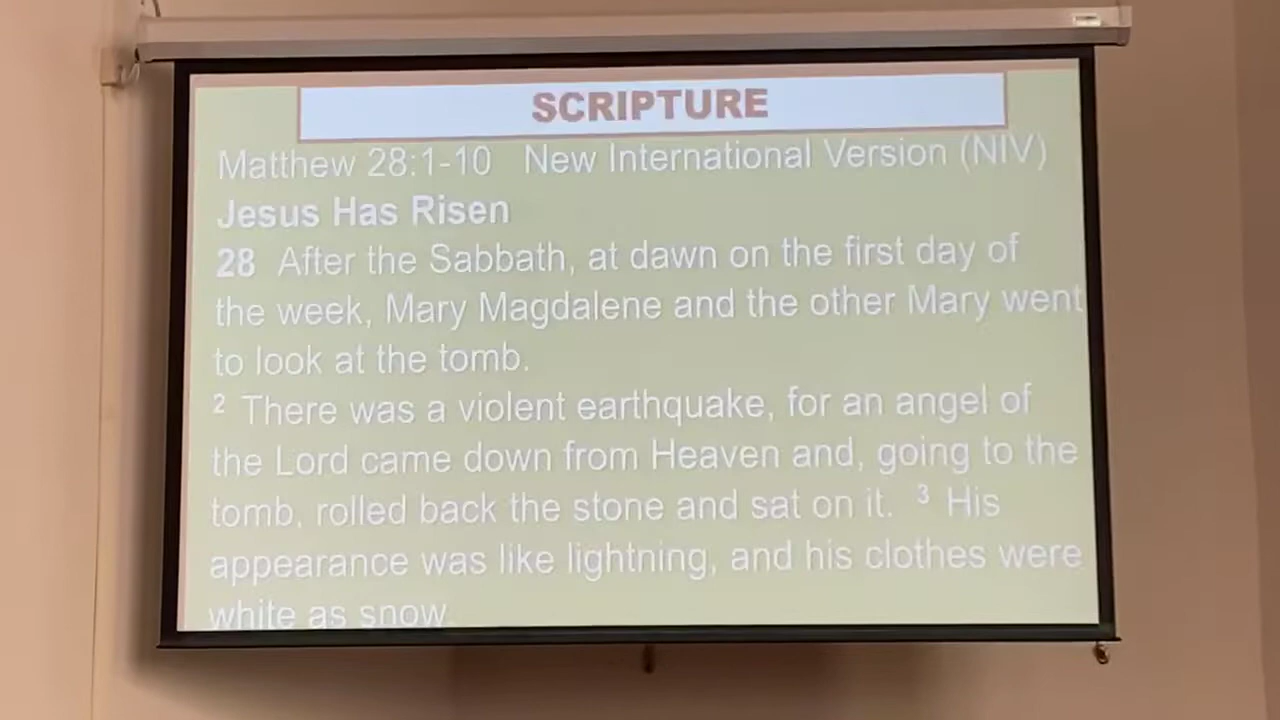 SCRIPTURE
Matthew 28:1-10 New International Version (NIV)
Jesus Has Risen
28 After the Sabbath, at dawn on the first day of
the week, Mary Magdalene and the other Mary went
to look at the tomb.
2 There was a violent earthquake, for an angel of
the Lord came down from Heaven and, going to the
tomb, rolled back the stone and sat on it. 3 His
appearance was like lightning, and his clothes were
white as snow.